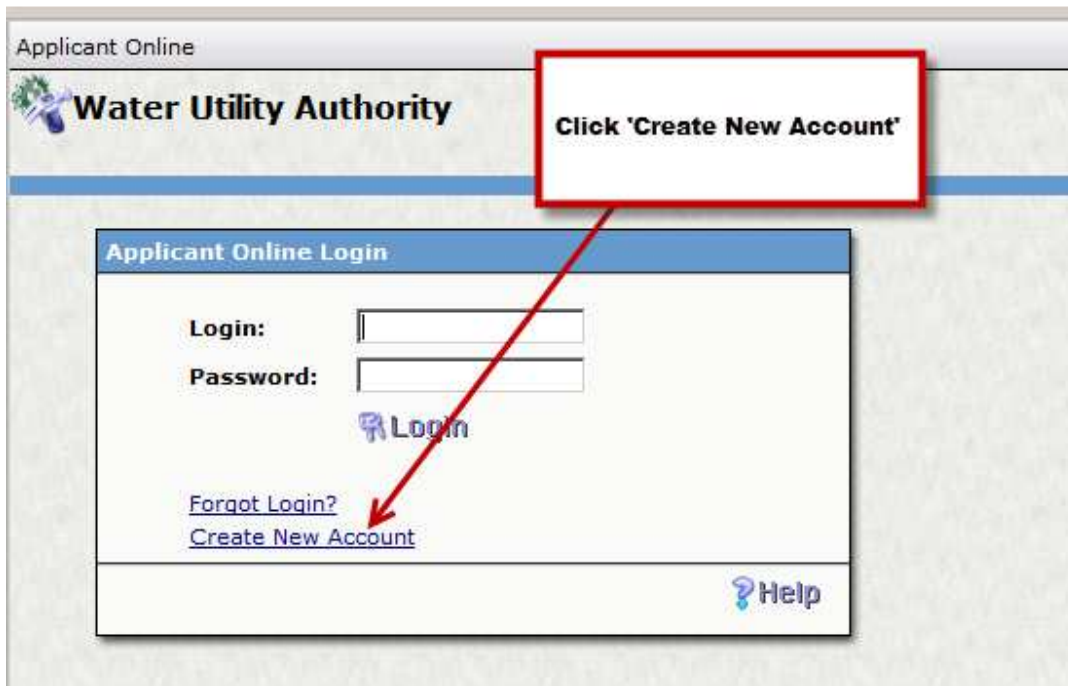 Applicant Online
Water Utility Authority
Click 'Create New Account'
Applicant Online Login
Login:
Password:
Login
Forgot Login?
Create New Account
Help